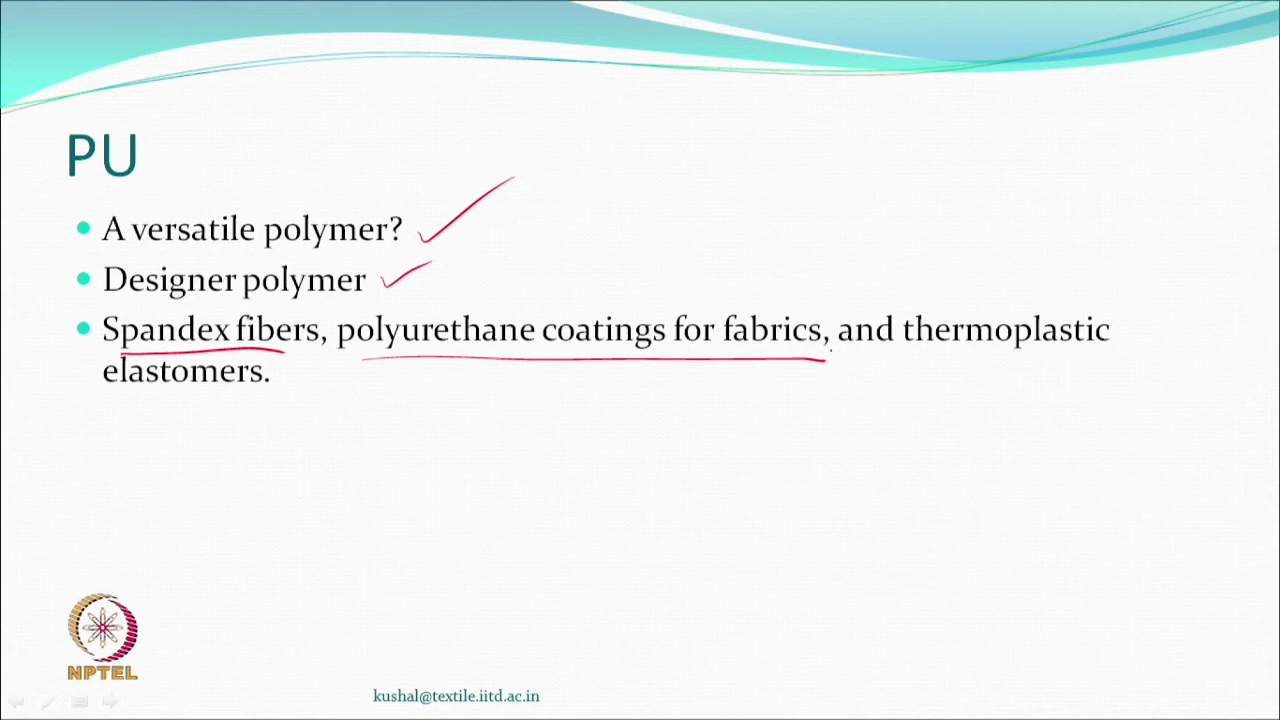 PU
A versatile polymer?
Designer polymer
Spandex fibers, polyurethane coatings for fabrics, and thermoplastic
elastomers.
NPTEL
kushal@textile.iitd.ac.in